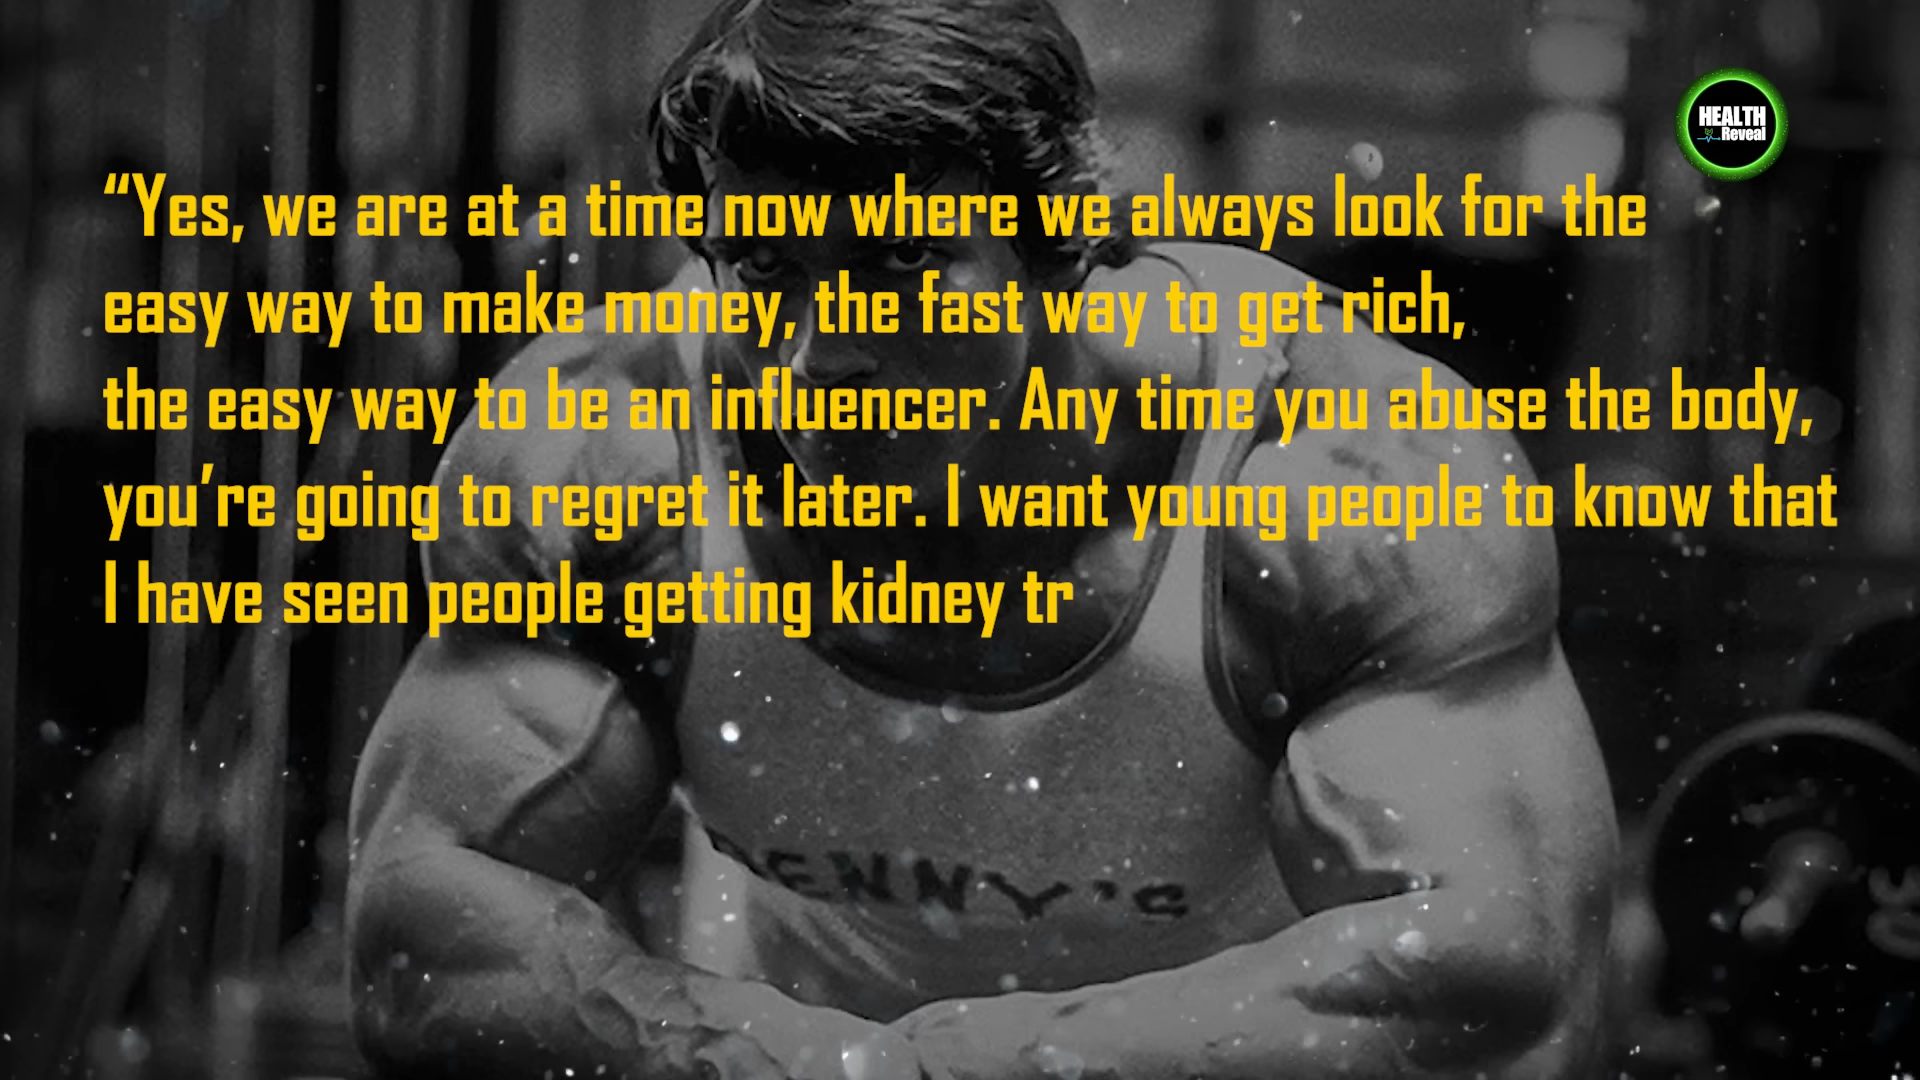 HEALTH
Reveal
“Yes, we are at a time now where we always look for the
easy way to make money, the fast way to get rich,
the easy way to be an influencer. Any time you abuse the body,
you’re going to regret it later. I want young people to know that
I have seen people getting kidney tr
ENNY'S